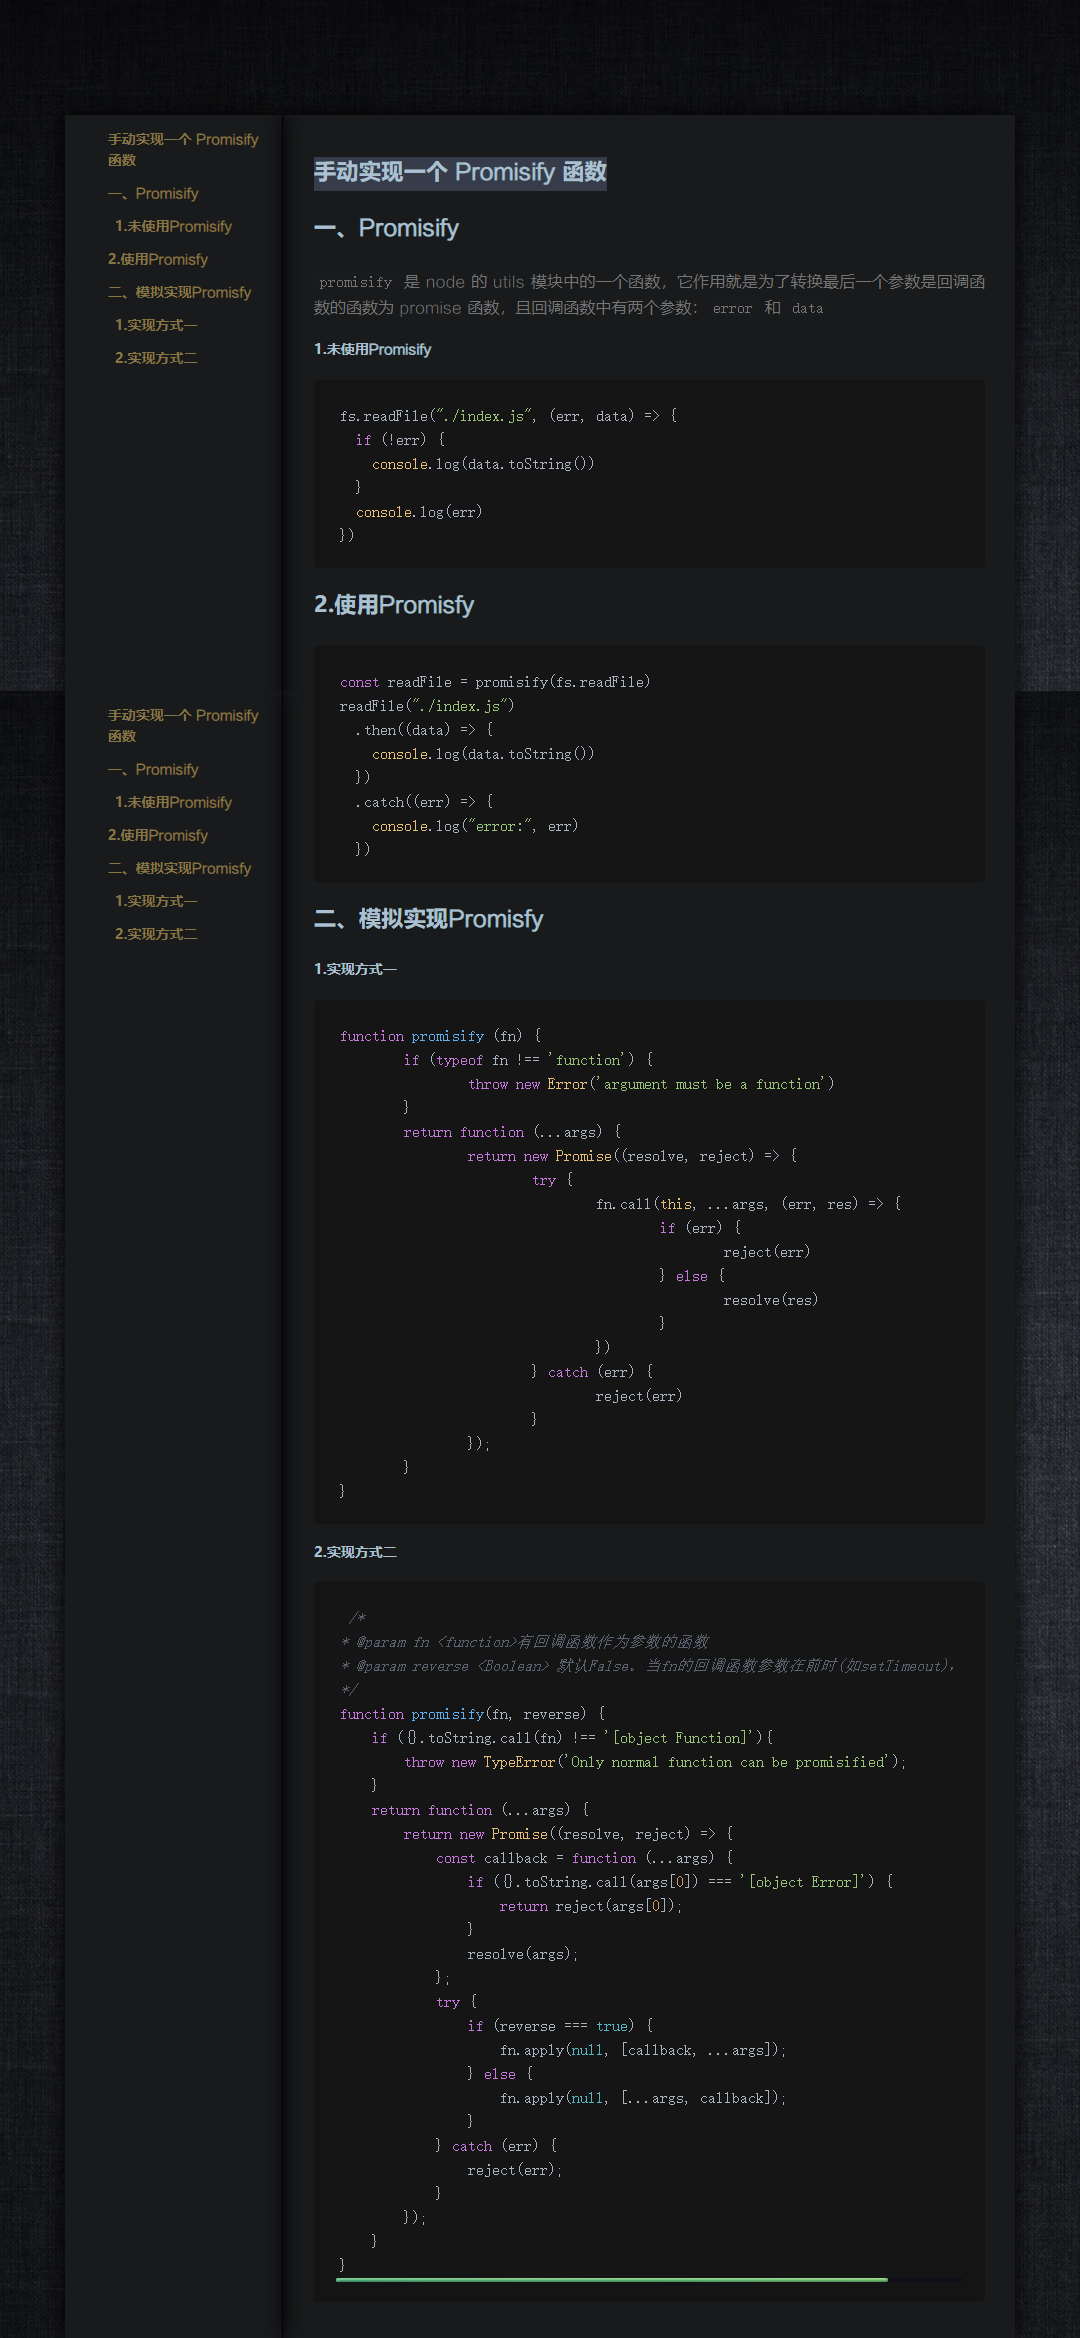 手动实现一个 Promisify
函数
一、Promisify
1.未使用Promisify
2.使用Promisfy
二、模拟实现Promisfy
1.实现方式一
2.实现方式二
手动实现一个 Promisify
函数
一、Promisify
1.未使用Promisify
2.使用Promisfy
二、模拟实现Promisfy
1.实现方式一
2.实现方式二
手动实现一个 Promisify 函数
一、Promisify
promisify 是 node 的 utils 模块中的一个函数，它作用就是为了转换最后一个参数是回调函
数的函数为 promise 函数，且回调函数中有两个参数： error 和 data
1.未使用Promisify
fs.readFile("./index.js", (err, data) => {
  if (!err) {
    console.log(data.toString())
  }
  console.log(err)
})
2.使用Promisfy
const readFile = promisify(fs.readFile)
readFile("./index.js")
  .then((data) => {
    console.log(data.toString())
  })
  .catch((err) => {
    console.log("error:", err)
  })
二、模拟实现Promisfy
1.实现方式一
function promisify (fn) {
        if (typeof fn !== 'function') {
                throw new Error('argument must be a function')
        }
        return function (...args) {
                return new Promise((resolve, reject) => {
                        try {
                                fn.call(this, ...args, (err, res) => {
                                        if (err) {
                                                reject(err)
                                        } else {
                                                resolve(res)
                                        }
                                })
                        } catch (err) {
                                reject(err)
                        }
                });
        }
}
2.实现方式二
 /*
* @param fn <function>有回调函数作为参数的函数
* @param reverse <Boolean> 默认False. 当fn的回调函数参数在前时(如setTimeout),
*/
function promisify(fn, reverse) {
    if ({}.toString.call(fn) !== '[object Function]'){
        throw new TypeError('Only normal function can be promisified');
    }
    return function (...args) {
        return new Promise((resolve, reject) => {
            const callback = function (...args) {
                if ({}.toString.call(args[0]) === '[object Error]') {
                    return reject(args[0]);
                }
                resolve(args);
            };
            try {
                if (reverse === true) {
                    fn.apply(null, [callback, ...args]);
                } else {
                    fn.apply(null, [...args, callback]);
                }
            } catch (err) {
                reject(err);
            }
        });
    }
}